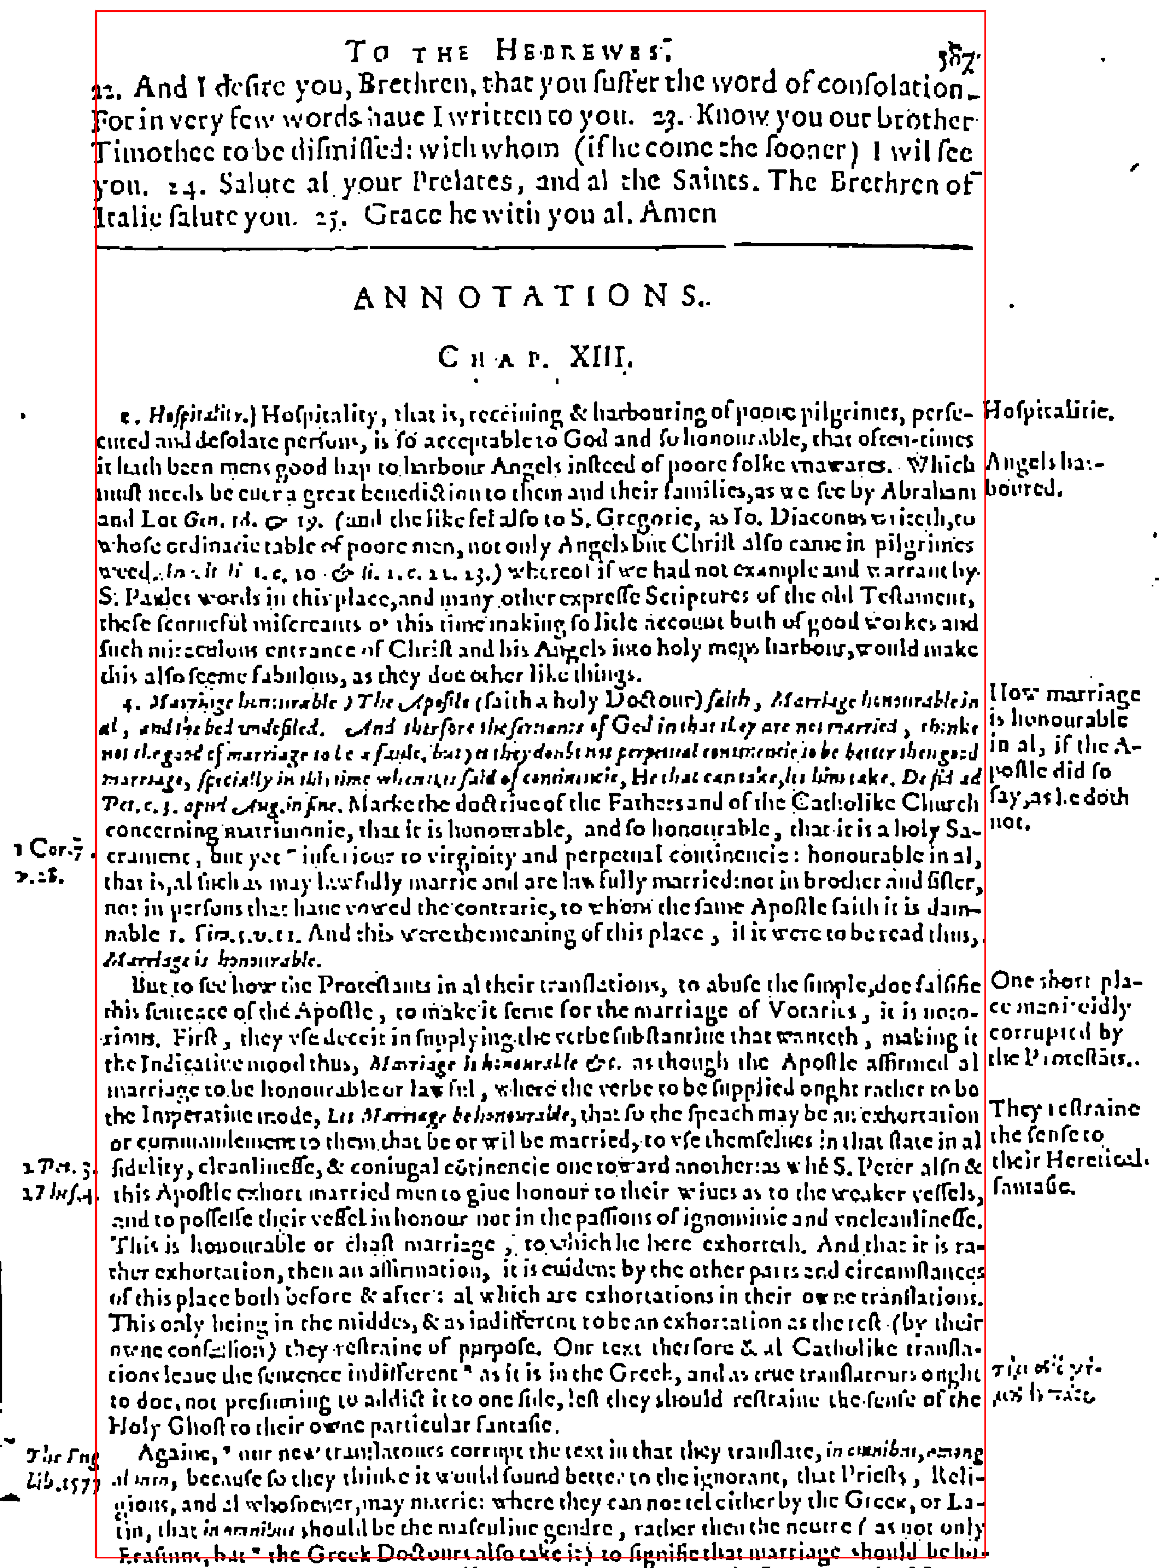 TO THE HEBREWES.
387.
22. And I desire you, Brethren, that you suffer the word of consolation.
For in very few words haue I written to you. 23. Know you our brother
Timothee to be dismissed: with whom (if he come the sooner) I wil see
you. 24. Salute al your Prelates, and al the Saints. The Brethren of
Italie salute you. 25. Grace be with you al. Amen
ANNOTATIONS.
CHAP. XIII.
2. Hospitalitie.) Hospitality, that is, receiuing & harbouring of poore pilgrimes, perse-
cuted and desolate persons, is so acceptable to God and so honourable, that often-times
it hath been mens good hap to harbour Angels insteed of poore folke vnawares. Which
must needs be euer a great benediction to them and their families, as we see by Abraham
and Lot Gen. 18. & 19. (and the like fel also to S. Gregorie, as Io. Diaconus writeth, to
whose ordinarie table of poore men, not only Angels but Christ also came in pilgrimes
weed. li. 1. c. 10 & li. 2. c. 22. 23.) whereof if we had not example and warrant by
S. Paules words in this place, and many other expresse Scriptures of the old Testament,
these scorneful miscreants of this time making so litle account both of good workes and
such miraculous entrance of Christ and his Angels into holy mens harbour, would make
this also seeme fabulous, as they doe other like things.
Hospitalitie.
Angels har-
boured.
4. Marriage honourable) The Apostle (saith a holy Doctour) saith, Marriage honourable in
al, and the bed vndefiled. And therfore the seruants of God in that they are not married, thinke
not the good of marriage to be a fault, but yet they doubt not perpetual continencie to be better then good
marriage, specially in this time when it is said of continencie, He that can take, let him take. De fid ad
Pet. c. 3. apud Aug. in fine. Marke the doctrine of the Fathers and of the Catholike Church
concerning matrimonie, that it is honourable, and so honourable, that it is a holy Sa-
crament, but yet inferiour to virginity and perpetual continencie: honourable in al,
that is, al such as may lawfully marrie and are lawfully married: not in brother and sister,
not in persons that haue vowed the contrarie, to whom the same Apostle saith it is dam-
nable 1. Tim. 5. v. 11. And this were the meaning of this place, if it were to be read thus,
Marriage is honourable.
How marriage
is honourable
in al, if the A-
postle did so
say, as he doth
not.
1 Cor. 7.
v. 28.
But to see how the Protestants in al their translations, to abuse the simple, doe falsifie
this sentence of the Apostle, to make it serue for the marriage of Votaries, it is noto-
rious. First, they vse deceit in supplying the verbe substantiue that wanteth, making it
the Indicatiue mood thus, Marriage is honourable &c. as though the Apostle affirmed al
marriage to be honourable or lawful, where the verbe to be supplied ought rather to be
the Imperatiue mode, Let Marriage be honourable, that so the speach may be an exhortation
or commandement to them that be or wil be married, to vse themselues in that state in al
fidelity, cleanlinesse, & coniugal cõtinencie one toward another: as whẽ S. Peter also &
this Apostle exhort married men to giue honour to their wiues as to the weaker vessels,
and to possesse their vessel in honour not in the passions of ignominie and vncleanlinesse.
This is honourable or chast marriage, to which he here exhorteth. And that it is ra-
ther exhortation, then an affirmation, it is euident by the other parts and circumstances
of this place both before & after: al which are exhortations in their owne translations.
This only being in the middes, & as indifferent to be an exhortation as the rest (by their
owne confession) they restraine of purpose. Our text therfore & al Catholike transla-
tions leaue the sentence indifferent as it is in the Greek, and as true translatours ought
to doe, not presuming to addict it to one side, lest they should restraine the sense of the
Holy Ghost to their owne particular fantasie.
One short pla-
ce manifestly
corrupted by
the Protestãts.
They restraine
the sense to
their Heretical
fantasie.
1 Pet. 3.
1 Thes. 4.
Againe, our new translatours corrupt the text in that they translate, in omnibus, among
al men, because so they thinke it would sound better to the ignorant, that Priests, Reli-
gious, and al whosoeuer, may marrie: where they can not tel either by the Greek, or La-
tin, that in omnibus should be the masculine gendre, rather then the neutre (as not only
Erasmus, but the Greek Doctours also take it) to signifie that marriage should be ho-
The Eng
bib. 1577